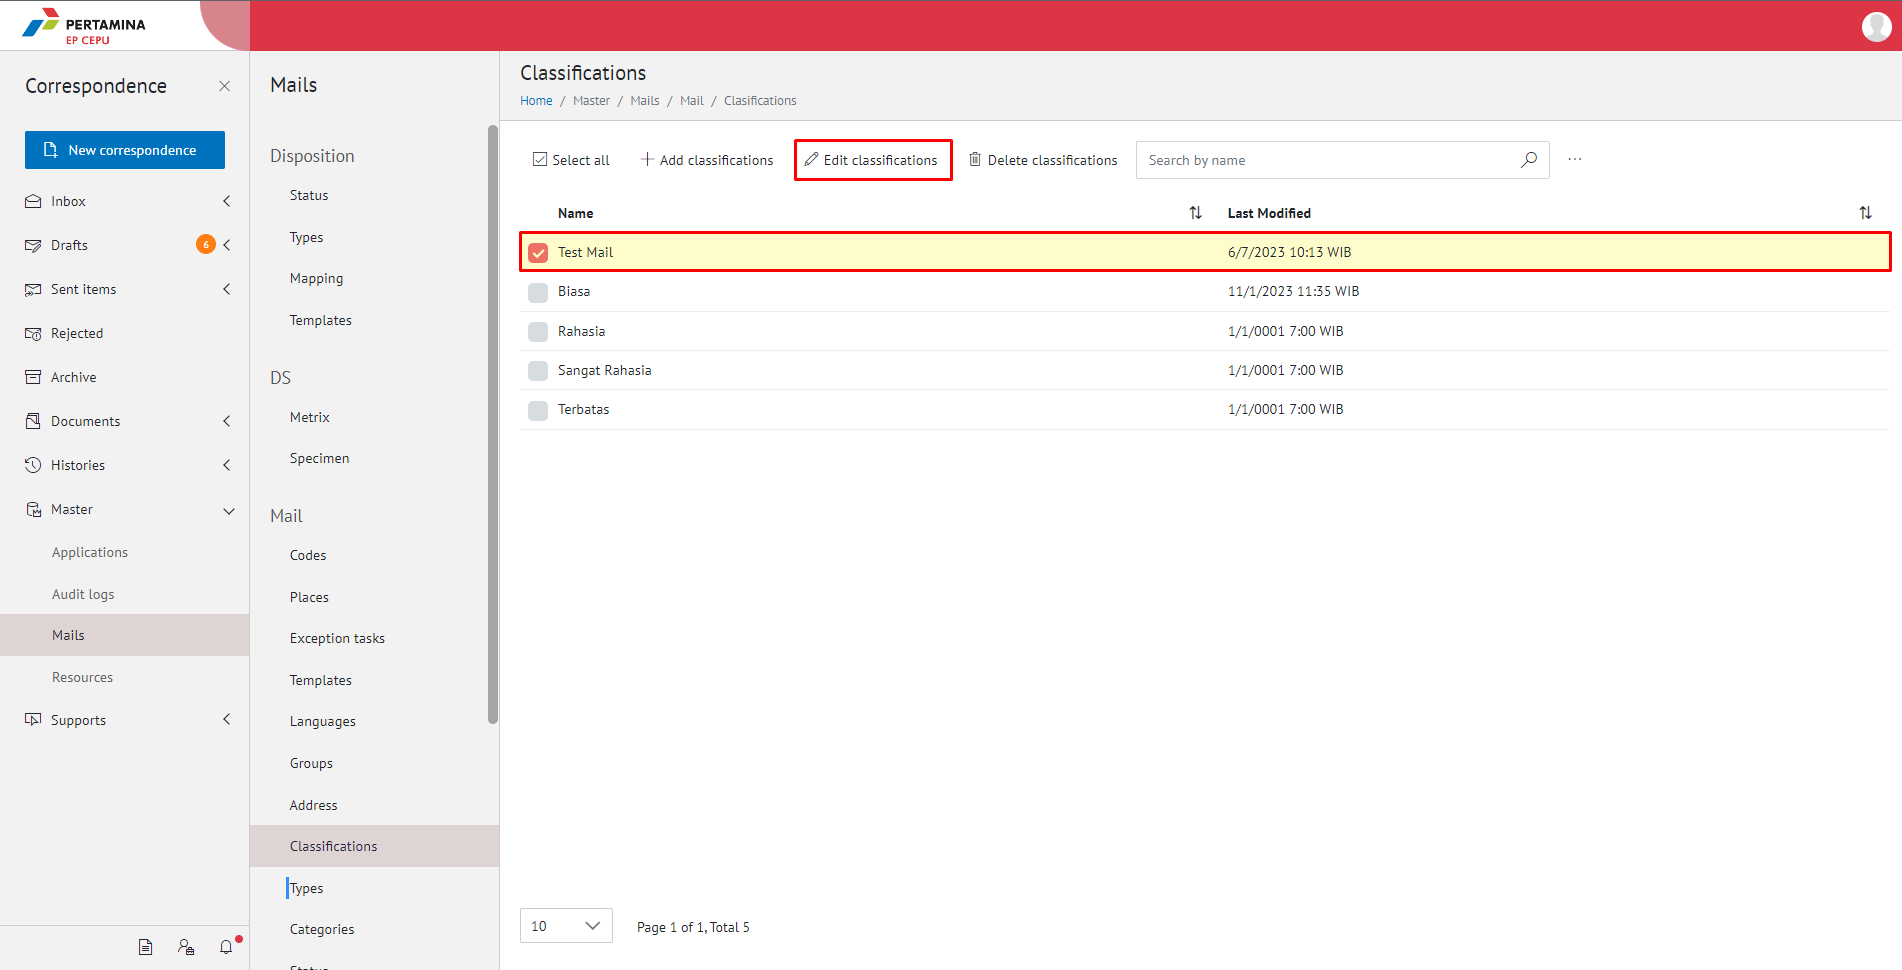 PERTAMINA
EP CEPU
Correspondence
New correspondence
Inbox
Drafts
6
Sent items
Rejected
Archive
Documents
Histories
Master
Applications
Audit logs
Mails
Resources
Supports
Mails
Disposition
Status
Types
Mapping
Templates
DS
Metrix
Specimen
Mail
Codes
Places
Exception tasks
Templates
Languages
Groups
Address
Classifications
Types
Categories
Status
Classifications
Home / Master / Mails / Mail / Clasifications
Select all
Add classifications
Edit classifications
Delete classifications
Search by name
...
Name
Last Modified
Test Mail 6/7/2023 10:13 WIB
Biasa 11/1/2023 11:35 WIB
Rahasia 1/1/0001 7:00 WIB
Sangat Rahasia 1/1/0001 7:00 WIB
Terbatas 1/1/0001 7:00 WIB
10
Page 1 of 1, Total 5